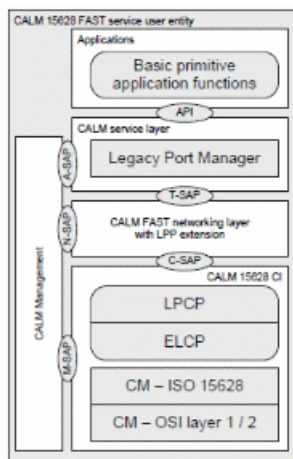 CALM 15628 FAST service user entity
Applications
Basic primitive
application functions
API
CALM service layer
Legacy Port Manager
A-SAP
T-SAP
N-SAP
CALM FAST networking layer
with LPP extension
C-SAP
CALM 15628 CI
CALM Management
LPCP
ELCP
M-SAP
CM – ISO 15628
CM – OSI layer 1 / 2